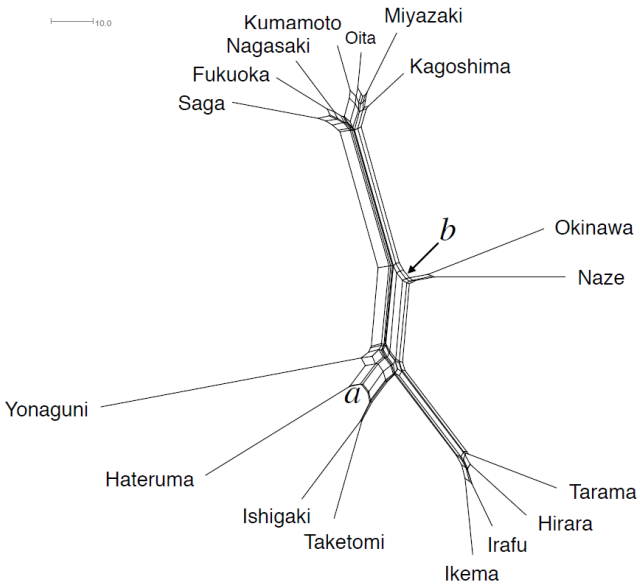 10.0
Kumamoto
Miyazaki
Oita
Nagasaki
Kagoshima
Fukuoka
Saga
b
Okinawa
Naze
a
Yonaguni
Hateruma
Ishigaki
Taketomi
Tarama
Hirara
Irafu
Ikema